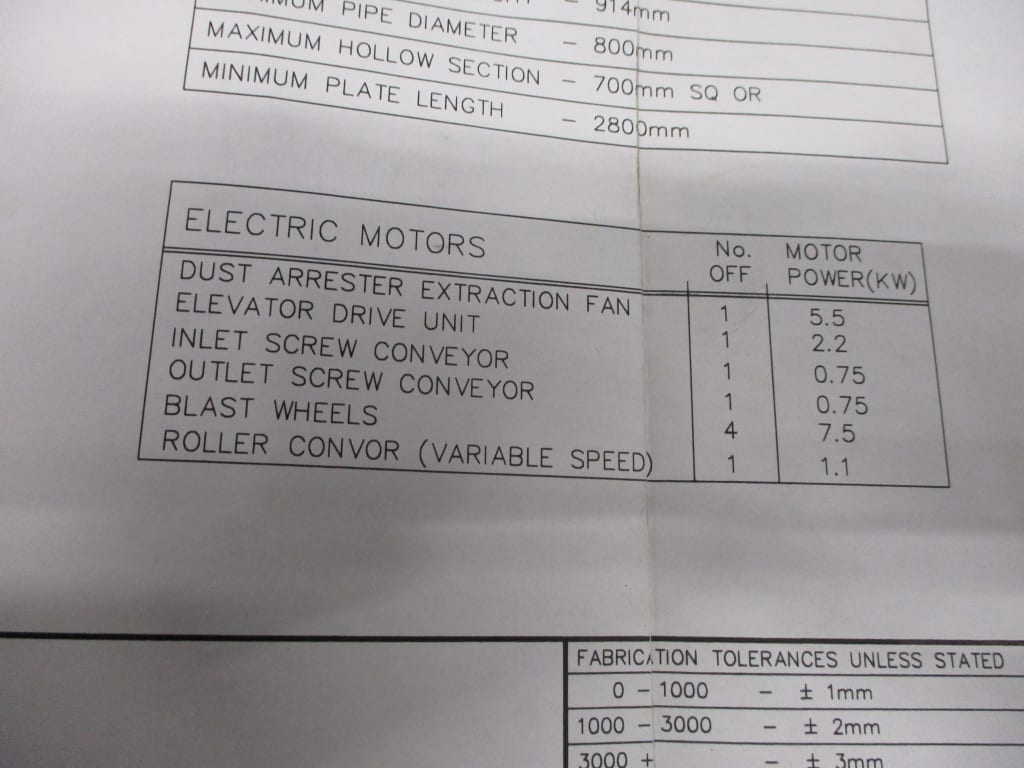 914mm
PIPE DIAMETER - 800mm
MAXIMUM HOLLOW SECTION - 700mm SQ OR
MINIMUM PLATE LENGTH - 2800mm
ELECTRIC MOTORS No. OFF MOTOR POWER(KW)
DUST ARRESTER EXTRACTION FAN 1 5.5
ELEVATOR DRIVE UNIT 1 2.2
INLET SCREW CONVEYOR 1 0.75
OUTLET SCREW CONVEYOR 1 0.75
BLAST WHEELS 4 7.5
ROLLER CONVOR (VARIABLE SPEED) 1 1.1
FABRICATION TOLERANCES UNLESS STATED
0 - 1000 - ± 1mm
1000 - 3000 - ± 2mm
3000 + - ± 3mm